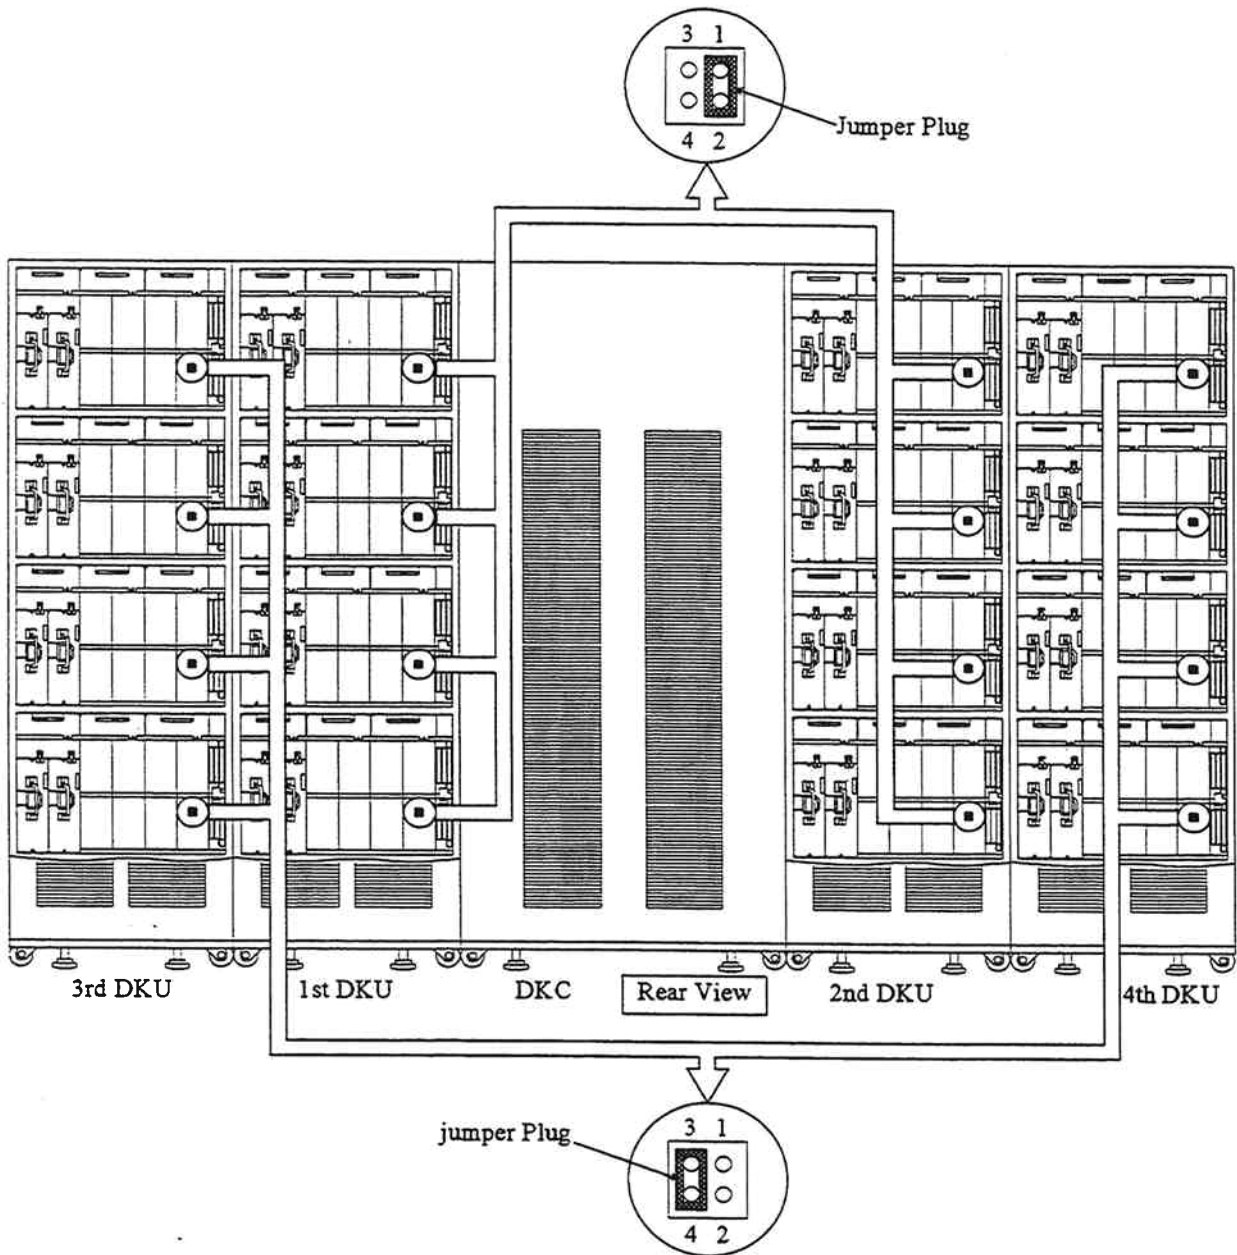 3 1
4 2
Jumper Plug
3rd DKU
1st DKU
DKC
Rear View
2nd DKU
4th DKU
jumper Plug
3 1
4 2